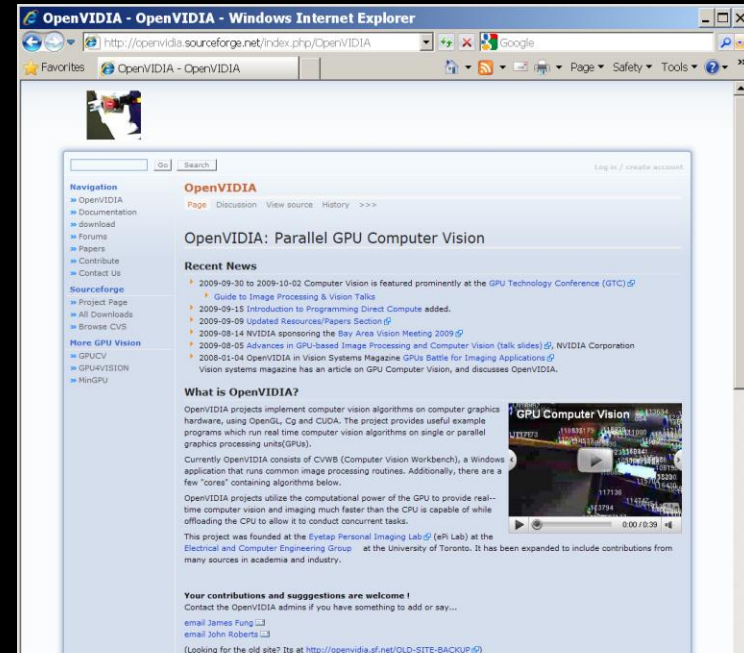 OpenVIDIA - OpenVIDIA - Windows Internet Explorer
http://openvidia.sourceforge.net/index.php/OpenVIDIA
Google
Favorites
OpenVIDIA - OpenVIDIA
Page Safety Tools
Go Search
Log in / create account
Navigation
OpenVIDIA
Documentation
download
Forums
Papers
Contribute
Contact Us
Sourceforge
Project Page
All Downloads
Browse CVS
More GPU Vision
GPUCV
GPU4VISION
MinGPU
OpenVIDIA
Page Discussion View source History >>>
OpenVIDIA: Parallel GPU Computer Vision
Recent News
2009-09-30 to 2009-10-02 Computer Vision is featured prominently at the GPU Technology Conference (GTC)
Guide to Image Processing & Vision Talks
2009-09-15 Introduction to Programming Direct Compute added.
2009-09-09 Updated Resources/Papers Section
2009-08-14 NVIDIA sponsoring the Bay Area Vision Meeting 2009
2009-08-05 Advances in GPU-based Image Processing and Computer Vision (talk slides), NVIDIA Corporation
2008-01-04 OpenVIDIA in Vision Systems Magazine GPUs Battle for Imaging Applications
Vision systems magazine has an article on GPU Computer Vision, and discusses OpenVIDIA.
What is OpenVIDIA?
OpenVIDIA projects implement computer vision algorithms on computer graphics
hardware, using OpenGL, Cg and CUDA. The project provides useful example
programs which run real time computer vision algorithms on single or parallel
graphics processing units(GPUs).
Currently OpenVIDIA consists of CVWB (Computer Vision Workbench), a Windows
application that runs common image processing routines. Additionally, there are a
few "cores" containing algorithms below.
OpenVIDIA projects utilize the computational power of the GPU to provide real--
time computer vision and imaging much faster than the CPU is capable of while
offloading the CPU to allow it to conduct concurrent tasks.
This project was founded at the Eyetap Personal Imaging Lab (ePi Lab) at the
Electrical and Computer Engineering Group at the University of Toronto. It has been expanded to include contributions from
many sources in academia and industry.
GPU Computer Vision
0:00 / 0:39
Your contributions and sugggestions are welcome !
Contact the OpenVIDIA admins if you have something to add or say...
email James Fung
email John Roberts
(Looking for the old site? Its at http://openvidia.sf.net/OLD-SITE-BACKUP)